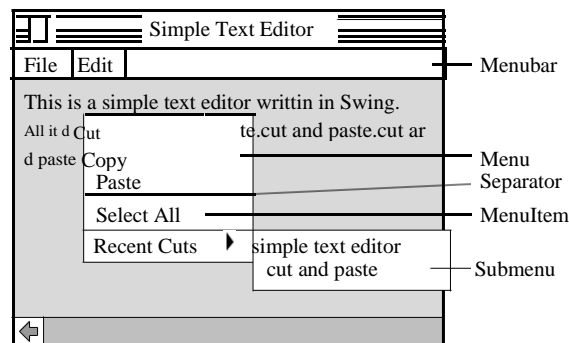 Simple Text Editor
File Edit
Menubar
This is a simple text editor writtin in Swing.
All it d
te.cut and paste.cut ar
d paste
Cut
Copy
Paste
Select All
Recent Cuts
simple text editor
cut and paste
Menu
Separator
MenuItem
Submenu